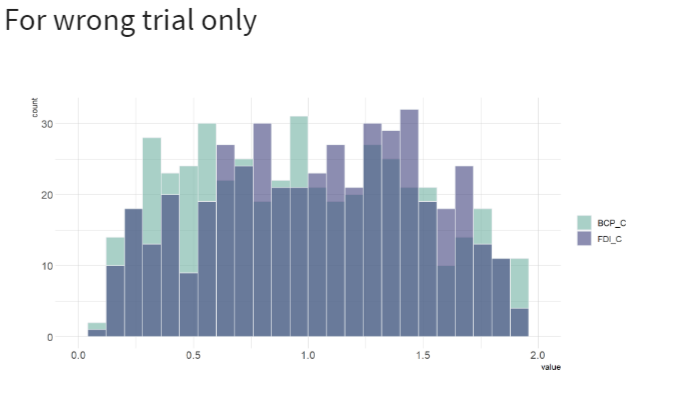 For wrong trial only
count
30
20
10
0
0.0 0.5 1.0 1.5 2.0
value
BCP_C
FDI_C